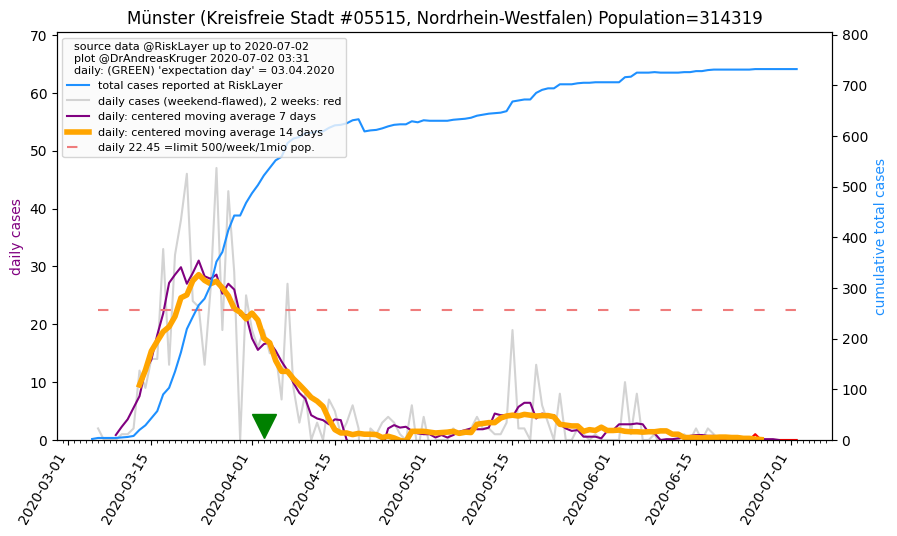 Münster (Kreisfreie Stadt #05515, Nordrhein-Westfalen) Population=314319
source data @RiskLayer up to 2020-07-02
plot @DrAndreasKruger 2020-07-02 03:31
daily: (GREEN) 'expectation day' = 03.04.2020
total cases reported at RiskLayer
daily cases (weekend-flawed), 2 weeks: red
daily: centered moving average 7 days
daily: centered moving average 14 days
daily 22.45 =limit 500/week/1mio pop.
daily cases
70
60
50
40
30
20
10
0
cumulative total cases
800
700
600
500
400
300
200
100
0
2020-03-01
2020-03-15
2020-04-01
2020-04-15
2020-05-01
2020-05-15
2020-06-01
2020-06-15
2020-07-01